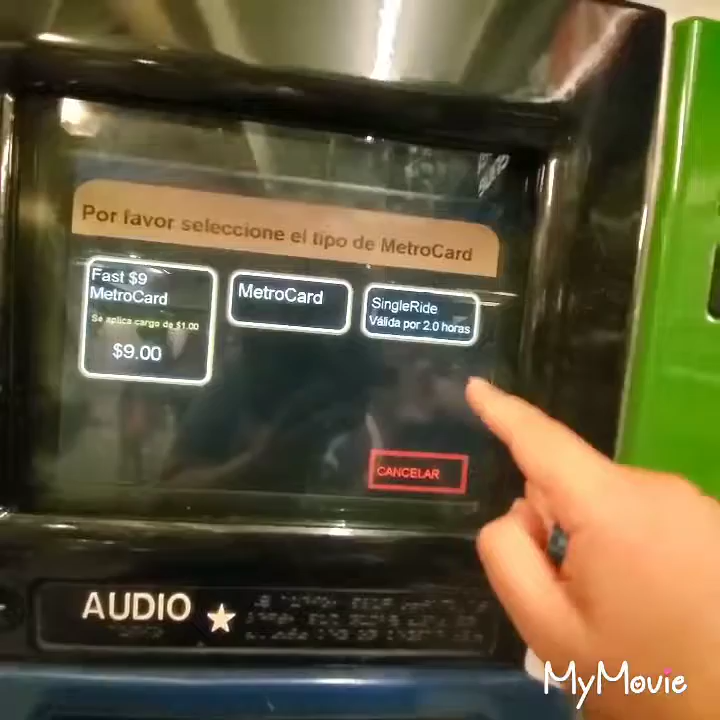 Por favor seleccione el tipo de MetroCard
Fast $9
MetroCard
Se aplica cargo de $1.00
$9.00
MetroCard
SingleRide
Válida por 2.0 horas
CANCELAR
AUDIO
MyMovie